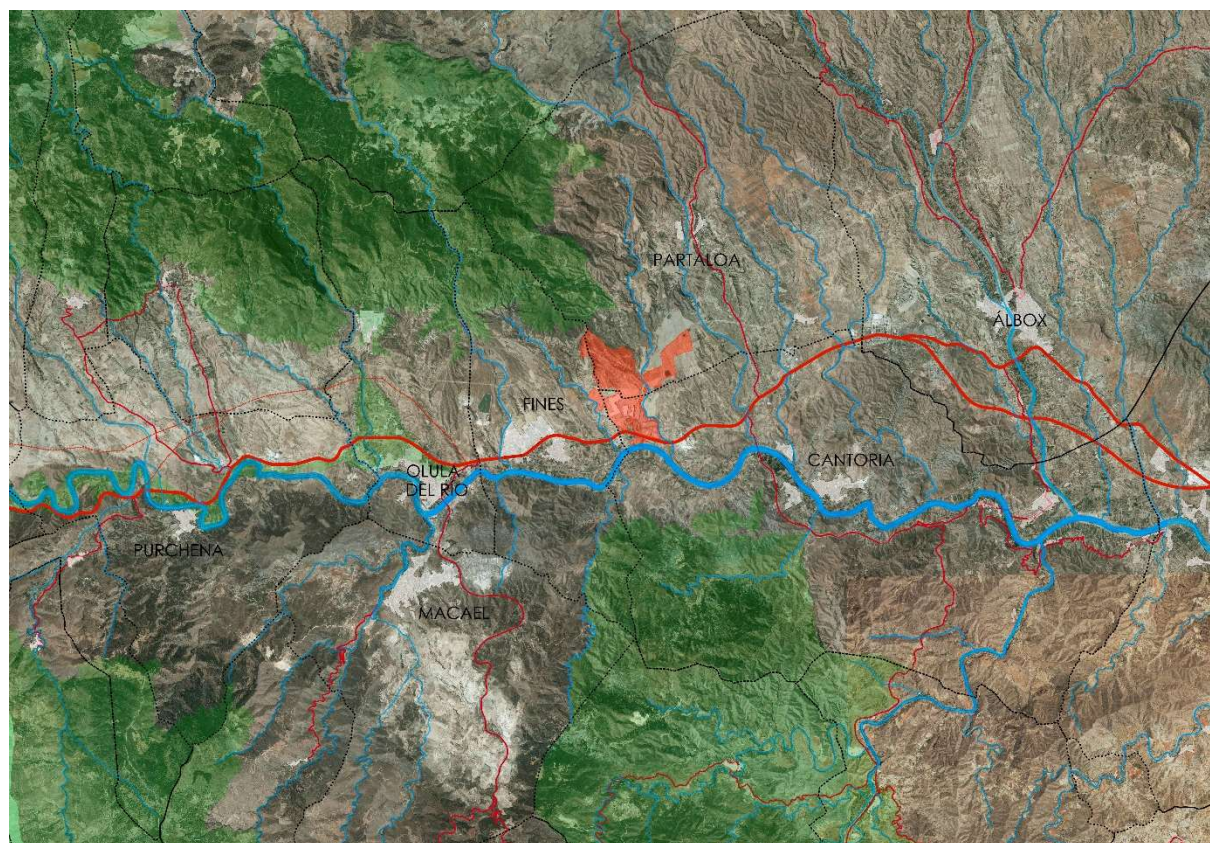 PARTALOA
ÁLBOX
FINES
CANTORIA
OLULA
DEL RÍO
PURCHENA
MACAEL